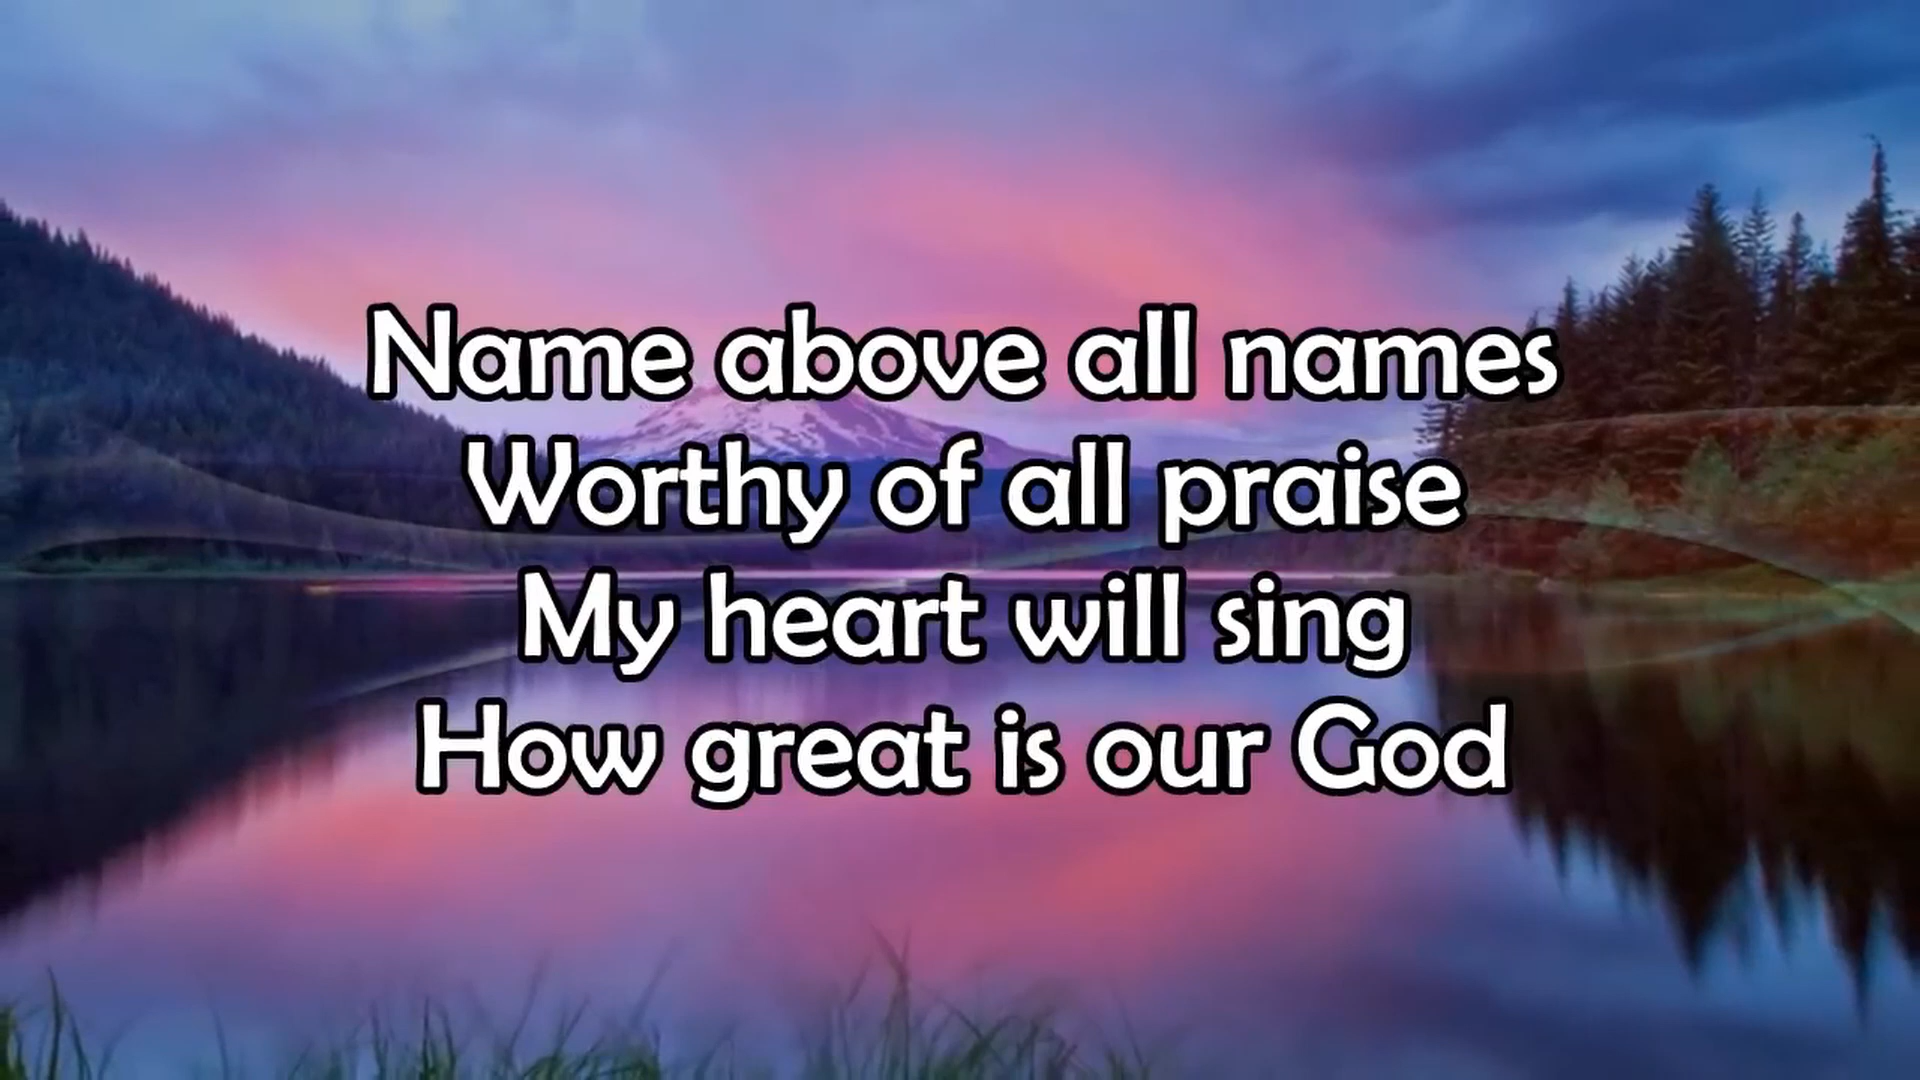 Name above all names
Worthy of all praise
My heart will sing
How great is our God